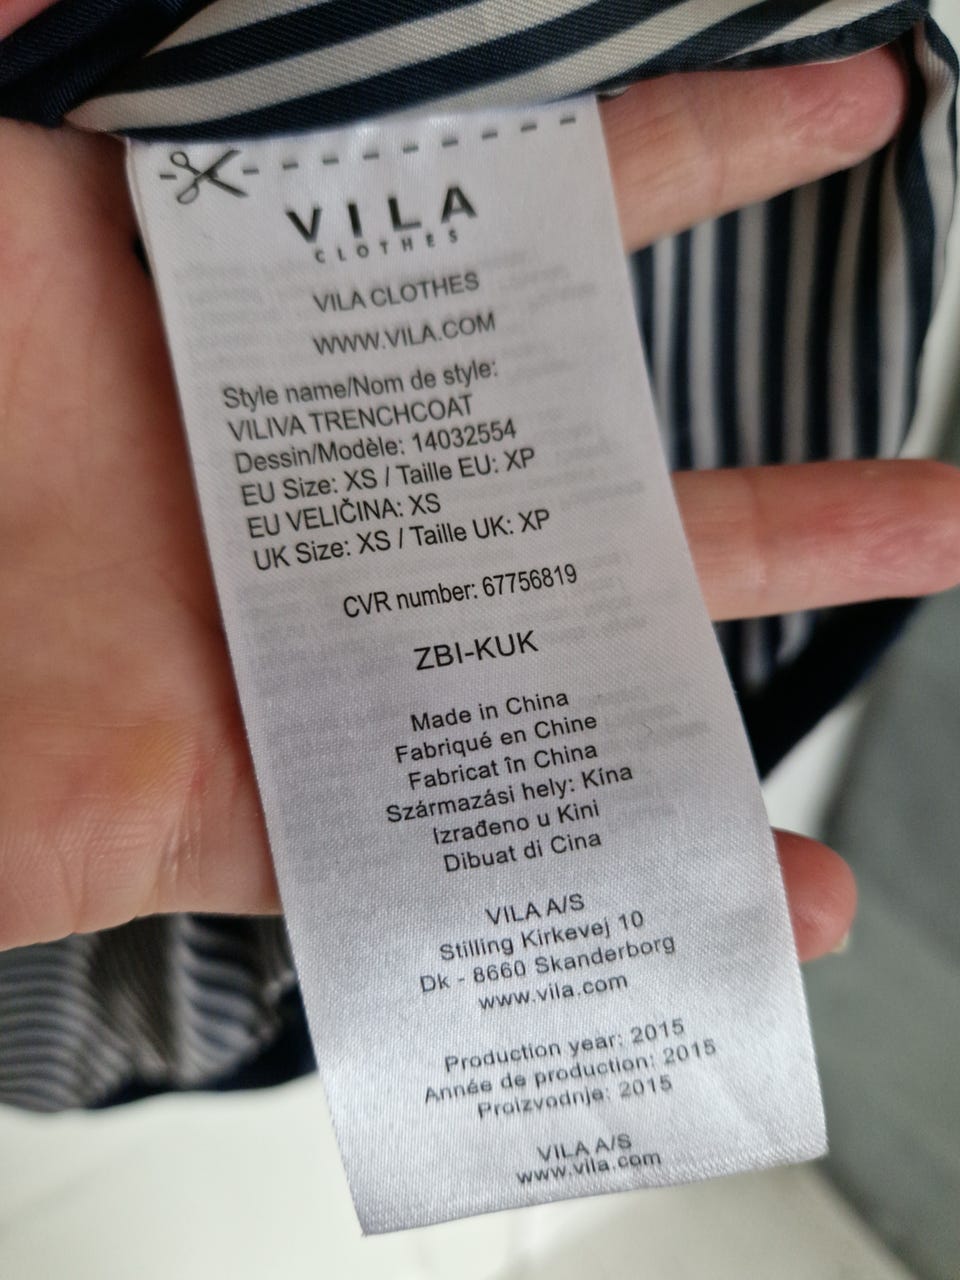 VILA
CLOTHES
VILA CLOTHES
WWW.VILA.COM
Style name/Nom de style:
VILIVA TRENCHCOAT
Dessin/Modèle: 14032554
EU Size: XS / Taille EU: XP
EU VELIČINA: XS
UK Size: XS / Taille UK: XP
CVR number: 67756819
ZBI-KUK
Made in China
Fabriqué en Chine
Fabricat în China
Származási hely: Kína
Izrađeno u Kini
Dibuat di Cina
VILA A/S
Stilling Kirkevej 10
Dk - 8660 Skanderborg
www.vila.com
Production year: 2015
Année de production: 2015
Proizvodnje: 2015
VILA A/S
www.vila.com